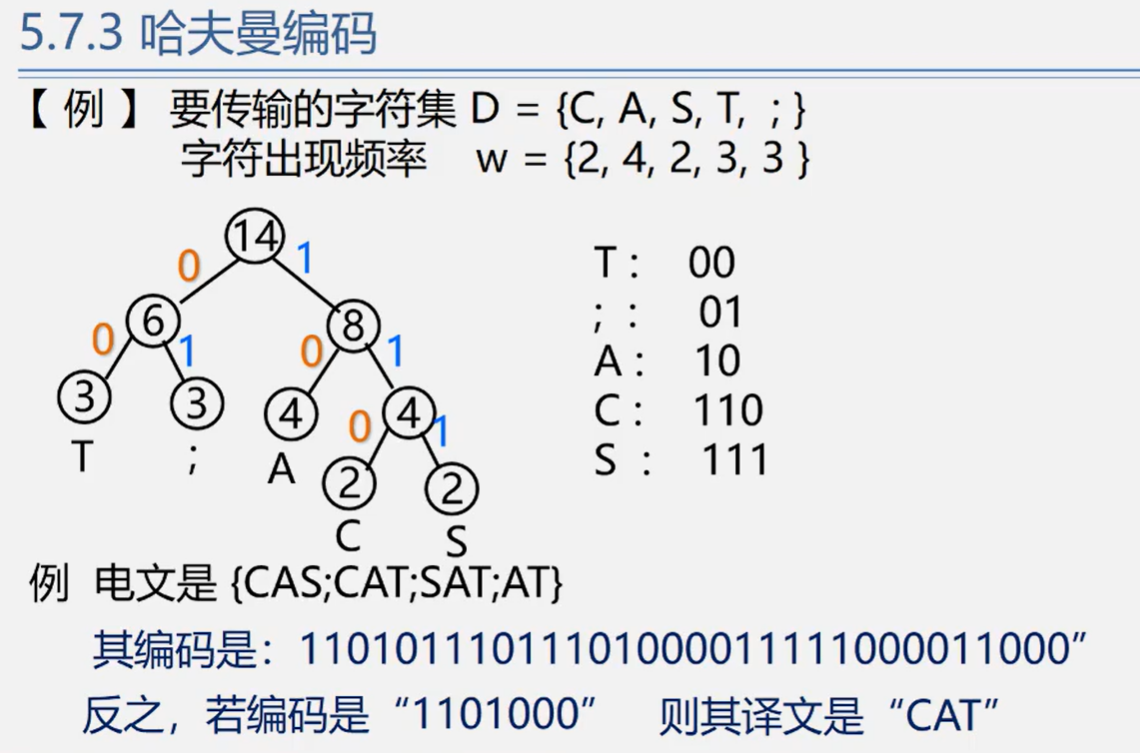 5.7.3 哈夫曼编码
【 例 】 要传输的字符集 D = {C, A, S, T, ; }
字符出现频率 w = {2, 4, 2, 3, 3 }
14
0 1
6 8
0 1 0 1
3 3 4 4
T ; A 0 1
2 2
C S
T : 00
; : 01
A : 10
C : 110
S : 111
例 电文是 {CAS;CAT;SAT;AT}
其编码是：11010111011101000011111000011000”
反之，若编码是 “1101000” 则其译文是 “CAT”